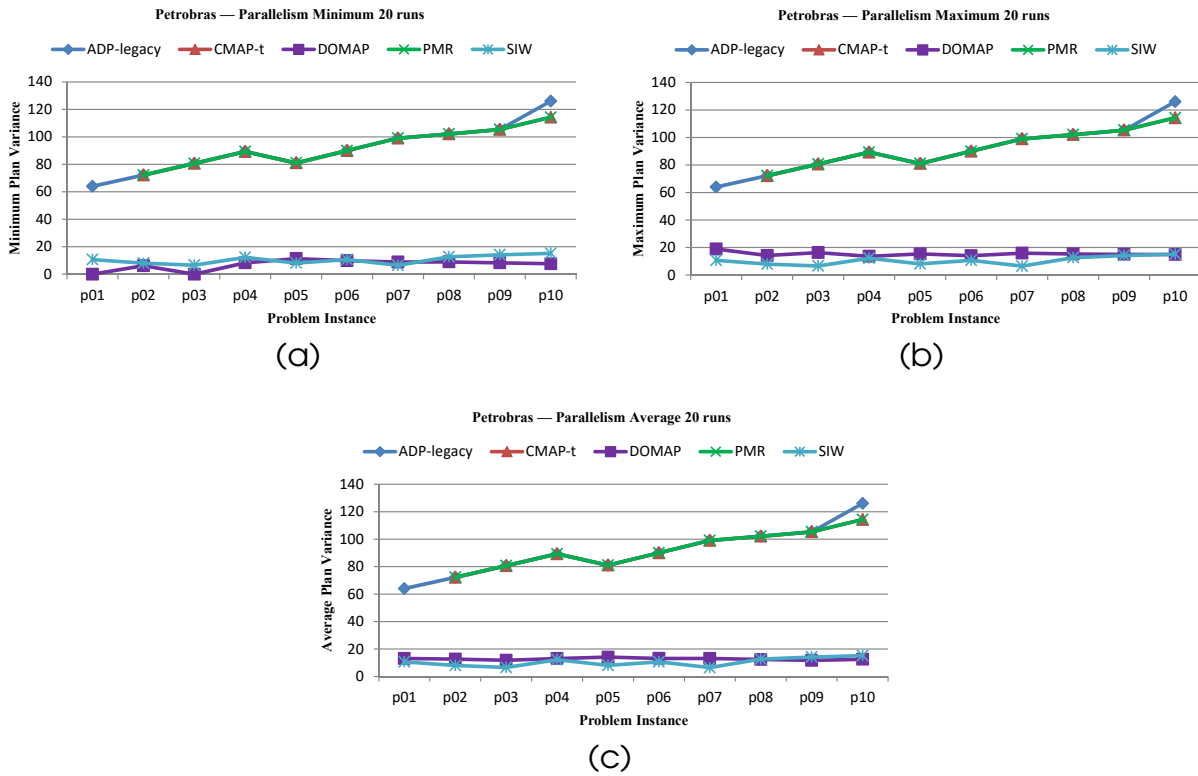 Petrobras — Parallelism Minimum 20 runs
ADP-legacy CMAP-t DOMAP PMR SIW
140
120
100
80
60
40
20
0
Minimum Plan Variance
p01 p02 p03 p04 p05 p06 p07 p08 p09 p10
Problem Instance
(a)
Petrobras — Parallelism Maximum 20 runs
ADP-legacy CMAP-t DOMAP PMR SIW
140
120
100
80
60
40
20
0
Maximum Plan Variance
p01 p02 p03 p04 p05 p06 p07 p08 p09 p10
Problem Instance
(b)
Petrobras — Parallelism Average 20 runs
ADP-legacy CMAP-t DOMAP PMR SIW
140
120
100
80
60
40
20
0
Average Plan Variance
p01 p02 p03 p04 p05 p06 p07 p08 p09 p10
Problem Instance
(c)